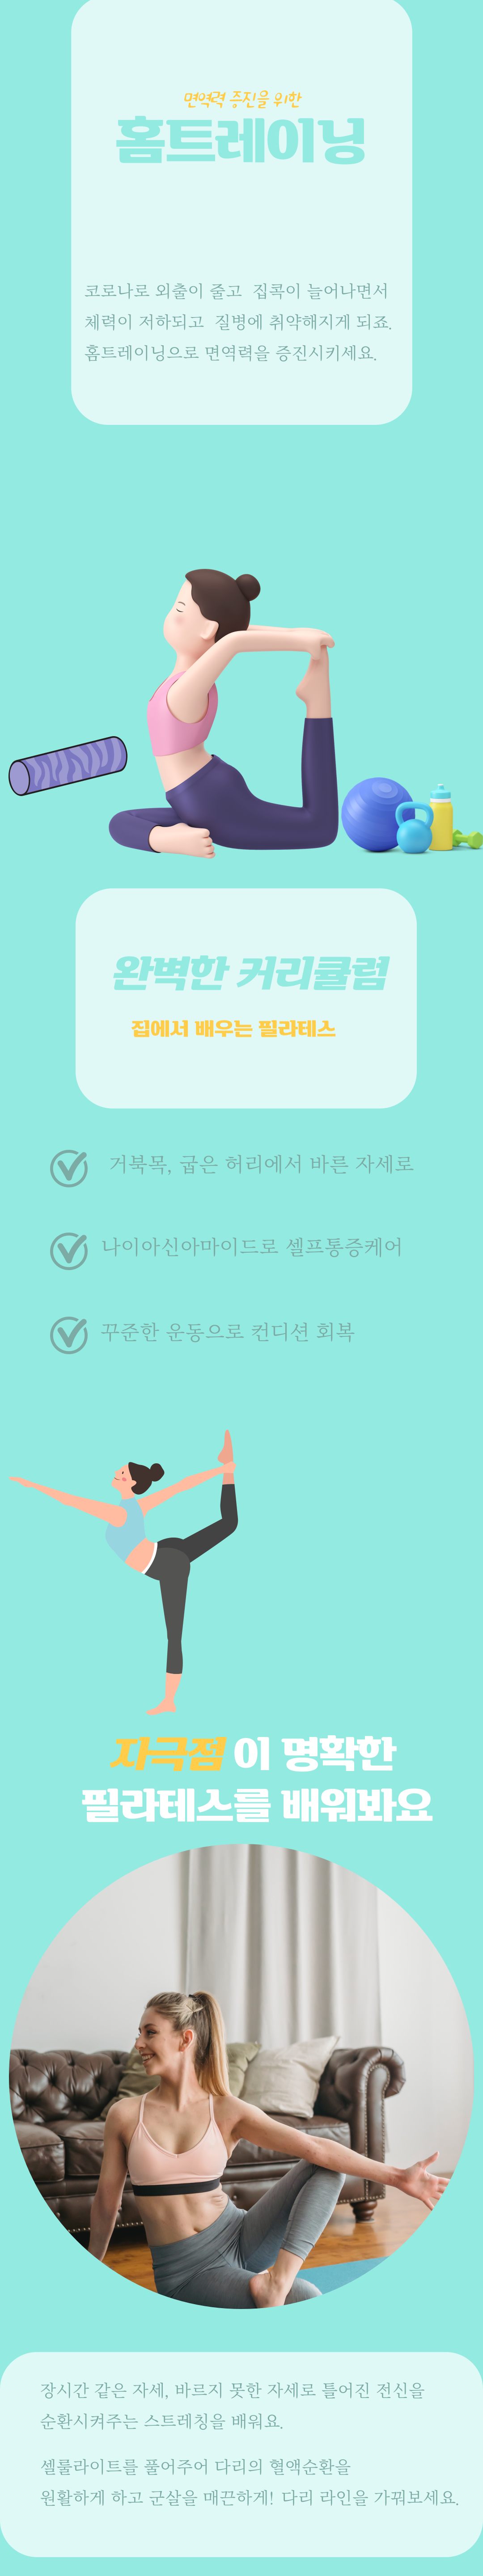 면역력 증진을 위한
홈트레이닝
코로나로 외출이 줄고 집콕이 늘어나면서
체력이 저하되고 질병에 취약해지게 되죠.
홈트레이닝으로 면역력을 증진시키세요.
완벽한 커리큘럼
집에서 배우는 필라테스
거북목, 굽은 허리에서 바른 자세로
나이아신아마이드로 셀프통증케어
꾸준한 운동으로 컨디션 회복
자극점이 명확한
필라테스를 배워봐요
장시간 같은 자세, 바르지 못한 자세로 틀어진 전신을
순환시켜주는 스트레칭을 배워요.
셀룰라이트를 풀어주어 다리의 혈액순환을
원활하게 하고 군살을 매끈하게! 다리 라인을 가꿔보세요.